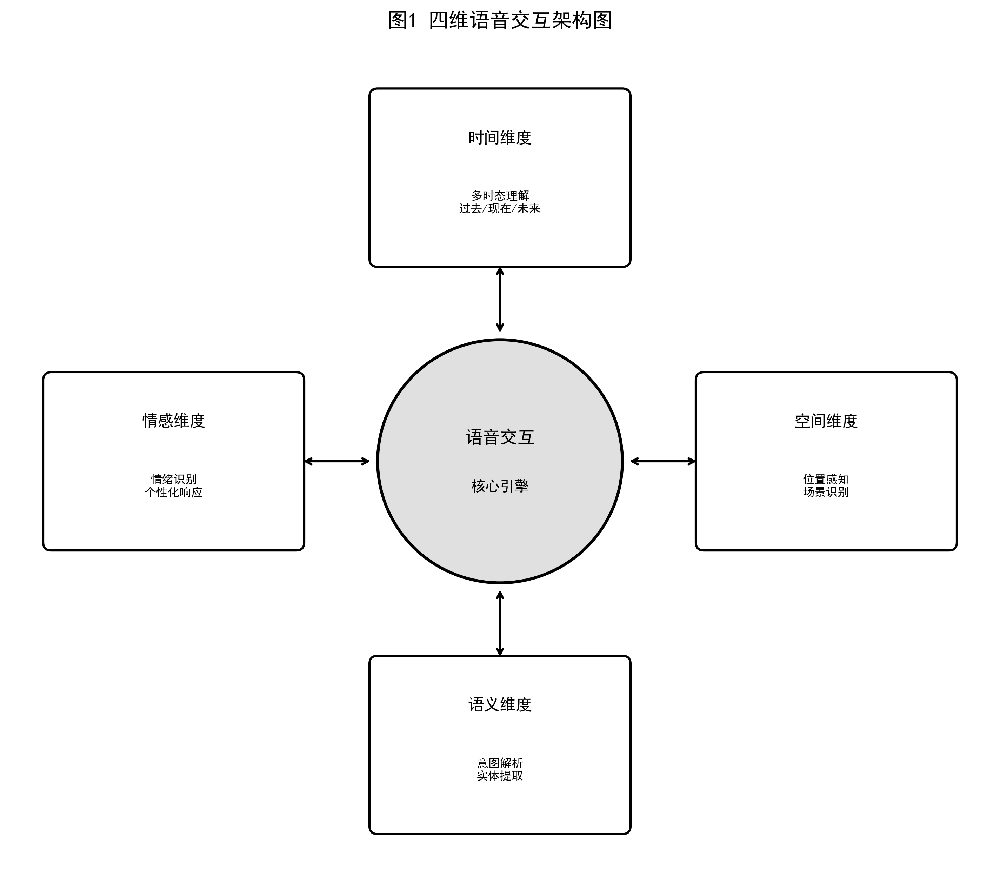 图1 四维语音交互架构图
时间维度
多时态理解
过去/现在/未来
情感维度
情绪识别
个性化响应
语音交互
核心引擎
空间维度
位置感知
场景识别
语义维度
意图解析
实体提取